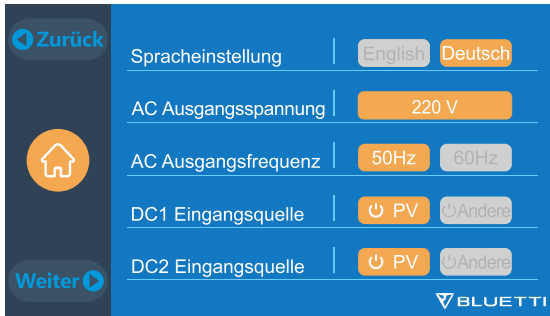 Zurück
Spracheinstellung English Deutsch
AC Ausgangsspannung 220 V
AC Ausgangsfrequenz 50Hz 60Hz
DC1 Eingangsquelle PV Andere
DC2 Eingangsquelle PV Andere
Weiter
BLUETTI